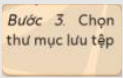 Bước 3. Chọn
thư mục lưu tệp